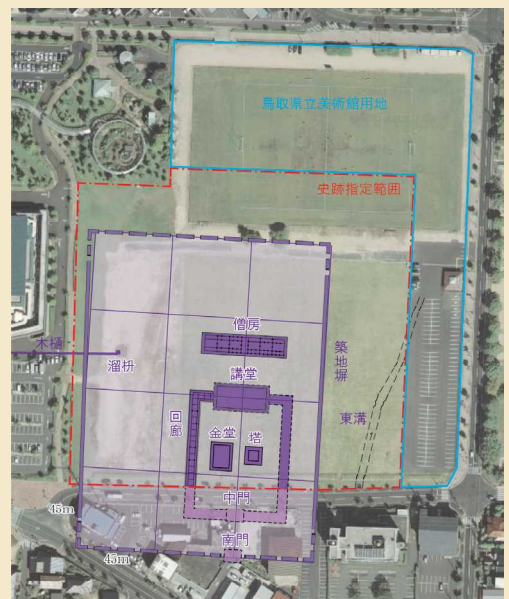 鳥取県立美術館用地
史跡指定範囲
僧房
木樋
溜枡
講堂
築地塀
回廊
金堂
塔
東溝
中門
45m
南門
45m